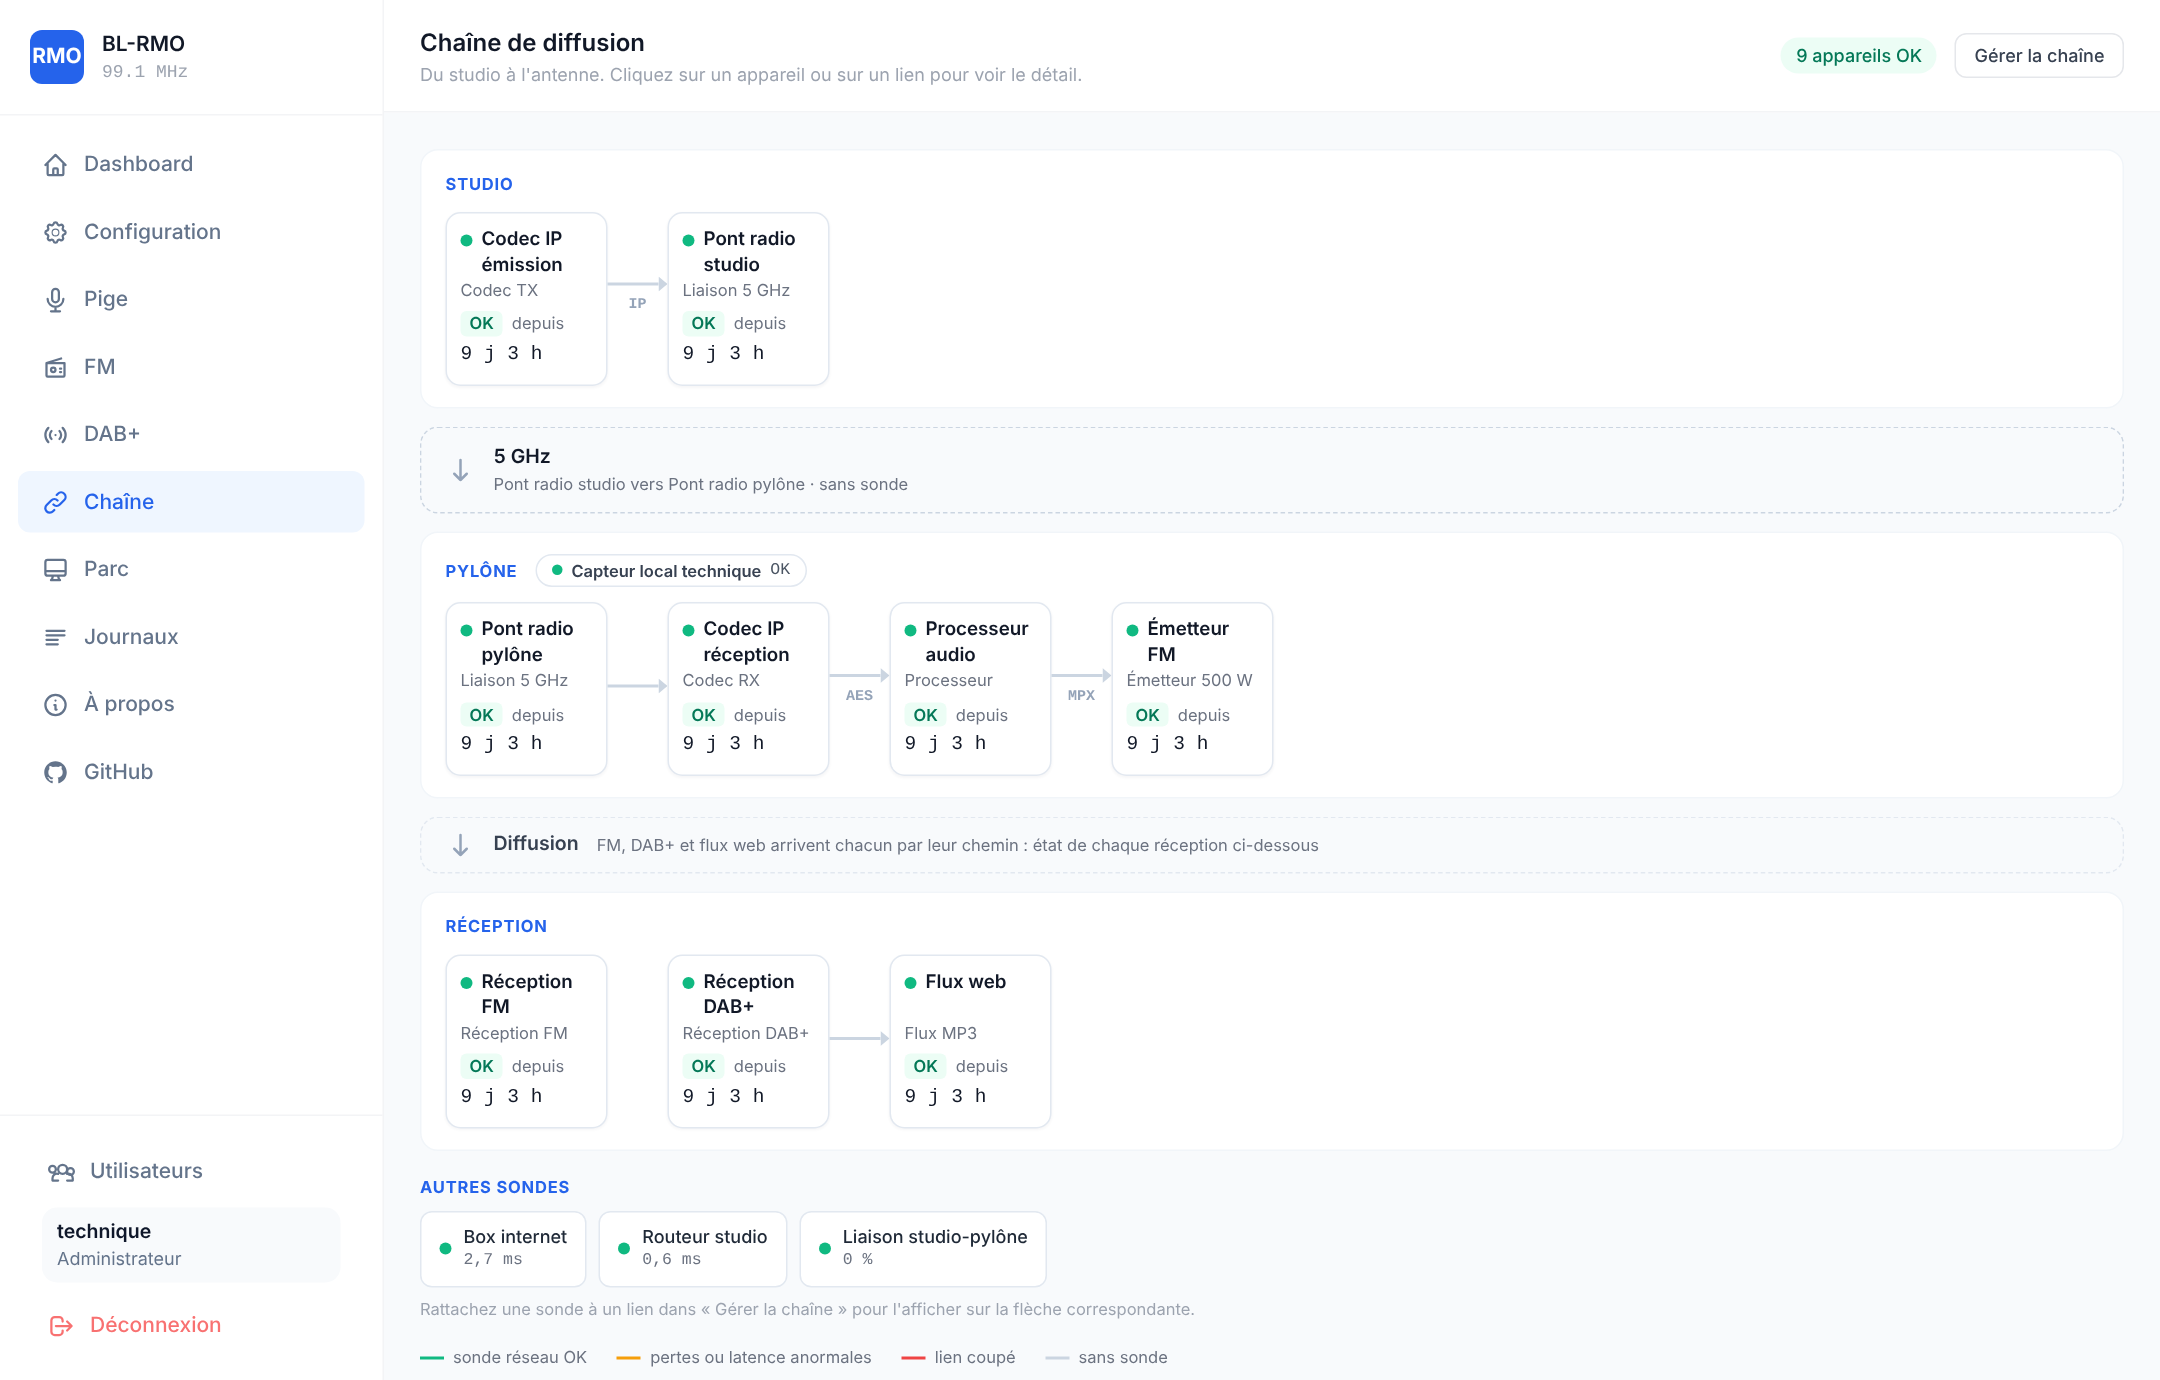 RMO
BL-RMO
99.1 MHz
Dashboard
Configuration
Pige
FM
DAB+
Chaîne
Parc
Journaux
À propos
GitHub
Utilisateurs
technique
Administrateur
Déconnexion
Chaîne de diffusion
Du studio à l'antenne. Cliquez sur un appareil ou sur un lien pour voir le détail.
9 appareils OK
Gérer la chaîne
STUDIO
Codec IP
émission
Codec TX
OK depuis
9 j 3 h
IP
Pont radio
studio
Liaison 5 GHz
OK depuis
9 j 3 h
5 GHz
Pont radio studio vers Pont radio pylône · sans sonde
PYLÔNE
Capteur local technique OK
Pont radio
pylône
Liaison 5 GHz
OK depuis
9 j 3 h
Codec IP
réception
Codec RX
OK depuis
9 j 3 h
AES
Processeur
audio
Processeur
OK depuis
9 j 3 h
MPX
Émetteur
FM
Émetteur 500 W
OK depuis
9 j 3 h
Diffusion FM, DAB+ et flux web arrivent chacun par leur chemin : état de chaque réception ci-dessous
RÉCEPTION
Réception
FM
Réception FM
OK depuis
9 j 3 h
Réception
DAB+
Réception DAB+
OK depuis
9 j 3 h
Flux web
Flux MP3
OK depuis
9 j 3 h
AUTRES SONDES
Box internet
2,7 ms
Routeur studio
0,6 ms
Liaison studio-pylône
0 %
Rattachez une sonde à un lien dans « Gérer la chaîne » pour l'afficher sur la flèche correspondante.
sonde réseau OK
pertes ou latence anormales
lien coupé
sans sonde